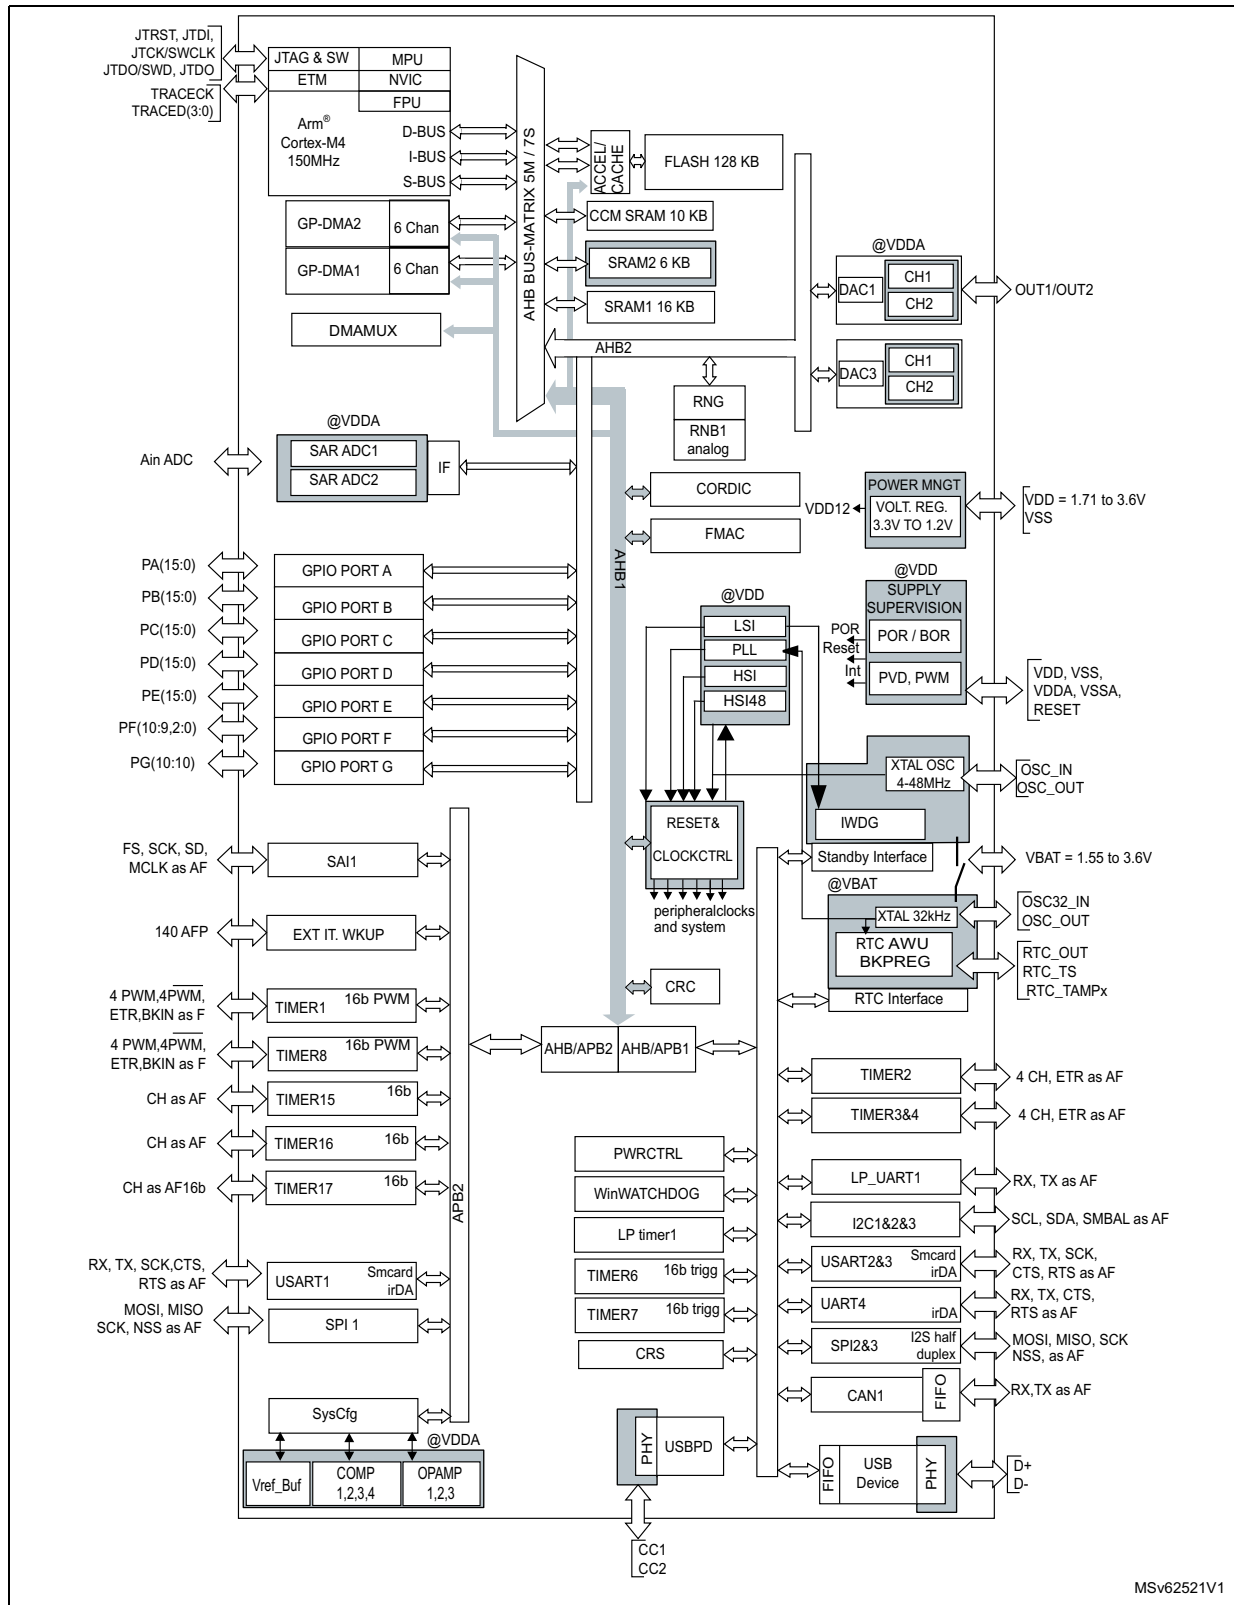 JTRST, JTDI,
JTCK/SWCLK
JTDO/SWD, JTDO
TRACECK
TRACED(3:0)
JTAG & SW
MPU
ETM
NVIC
FPU
Arm®
Cortex-M4
150MHz
D-BUS
I-BUS
S-BUS
GP-DMA2
6 Chan
GP-DMA1
6 Chan
DMAMUX
AHB BUS-MATRIX 5M / 7S
ACCEL/
CACHE
FLASH 128 KB
CCM SRAM 10 KB
SRAM2 6 KB
SRAM1 16 KB
AHB2
RNG
RNB1
analog
@VDDA
DAC1
CH1
CH2
OUT1/OUT2
DAC3
CH1
CH2
@VDDA
Ain ADC
SAR ADC1
SAR ADC2
IF
CORDIC
FMAC
AHB1
POWER MNGT
VDD12
VOLT. REG.
3.3V TO 1.2V
VDD = 1.71 to 3.6V
VSS
PA(15:0)
GPIO PORT A
PB(15:0)
GPIO PORT B
PC(15:0)
GPIO PORT C
PD(15:0)
GPIO PORT D
PE(15:0)
GPIO PORT E
PF(10:9,2:0)
GPIO PORT F
PG(10:10)
GPIO PORT G
@VDD
LSI
PLL
HSI
HSI48
@VDD
SUPPLY
SUPERVISION
POR
Reset
Int
POR / BOR
PVD, PWM
VDD, VSS,
VDDA, VSSA,
RESET
XTAL OSC
4-48MHz
OSC_IN
OSC_OUT
IWDG
RESET&
CLOCKCTRL
peripheralclocks
and system
Standby Interface
VBAT = 1.55 to 3.6V
@VBAT
XTAL 32kHz
OSC32_IN
OSC_OUT
RTC AWU
BKPREG
RTC_OUT
RTC_TS
RTC_TAMPx
RTC Interface
CRC
FS, SCK, SD,
MCLK as AF
SAI1
140 AFP
EXT IT. WKUP
4 PWM,4PWM,
ETR,BKIN as F
TIMER1
16b PWM
4 PWM,4PWM,
ETR,BKIN as F
TIMER8
16b PWM
CH as AF
TIMER15
16b
CH as AF
TIMER16
16b
CH as AF16b
TIMER17
16b
APB2
AHB/APB2
AHB/APB1
RX, TX, SCK,CTS,
RTS as AF
USART1
Smcard
irDA
MOSI, MISO
SCK, NSS as AF
SPI 1
SysCfg
@VDDA
Vref_Buf
COMP
1,2,3,4
OPAMP
1,2,3
PWRCTRL
WinWATCHDOG
LP timer1
TIMER6
16b trigg
TIMER7
16b trigg
CRS
PHY
USBPD
CC1
CC2
TIMER2
4 CH, ETR as AF
TIMER3&4
4 CH, ETR as AF
LP_UART1
RX, TX as AF
I2C1&2&3
SCL, SDA, SMBAL as AF
USART2&3
Smcard
irDA
RX, TX, SCK,
CTS, RTS as AF
UART4
irDA
RX, TX, CTS,
RTS as AF
SPI2&3
I2S half
duplex
MOSI, MISO, SCK
NSS, as AF
CAN1
FIFO
RX,TX as AF
FIFO
USB
Device
PHY
D+
D-
MSv62521V1